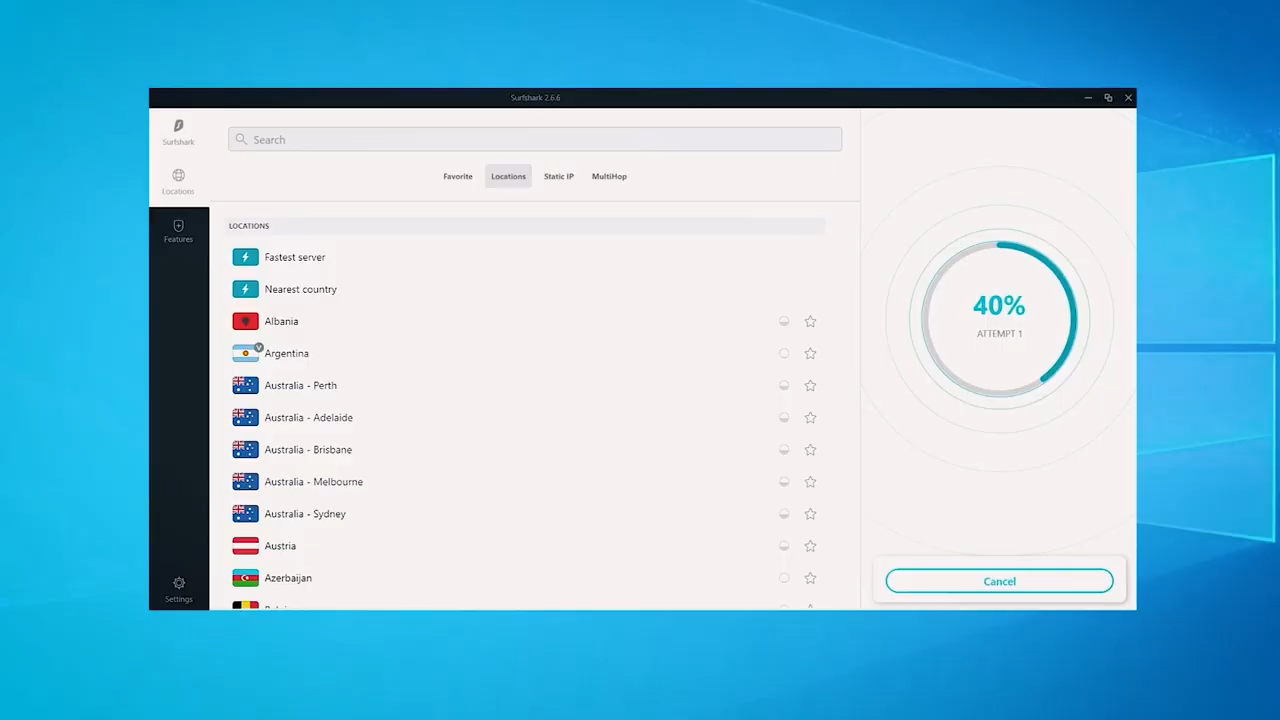 Surfshark 2.6.6
Surfshark
Search
Locations
Favorite Locations Static IP MultiHop
Features
LOCATIONS
Fastest server
Nearest country
Albania
V
Argentina
Australia - Perth
Australia - Adelaide
Australia - Brisbane
Australia - Melbourne
Australia - Sydney
Austria
Azerbaijan
Settings
40%
ATTEMPT 1
Cancel